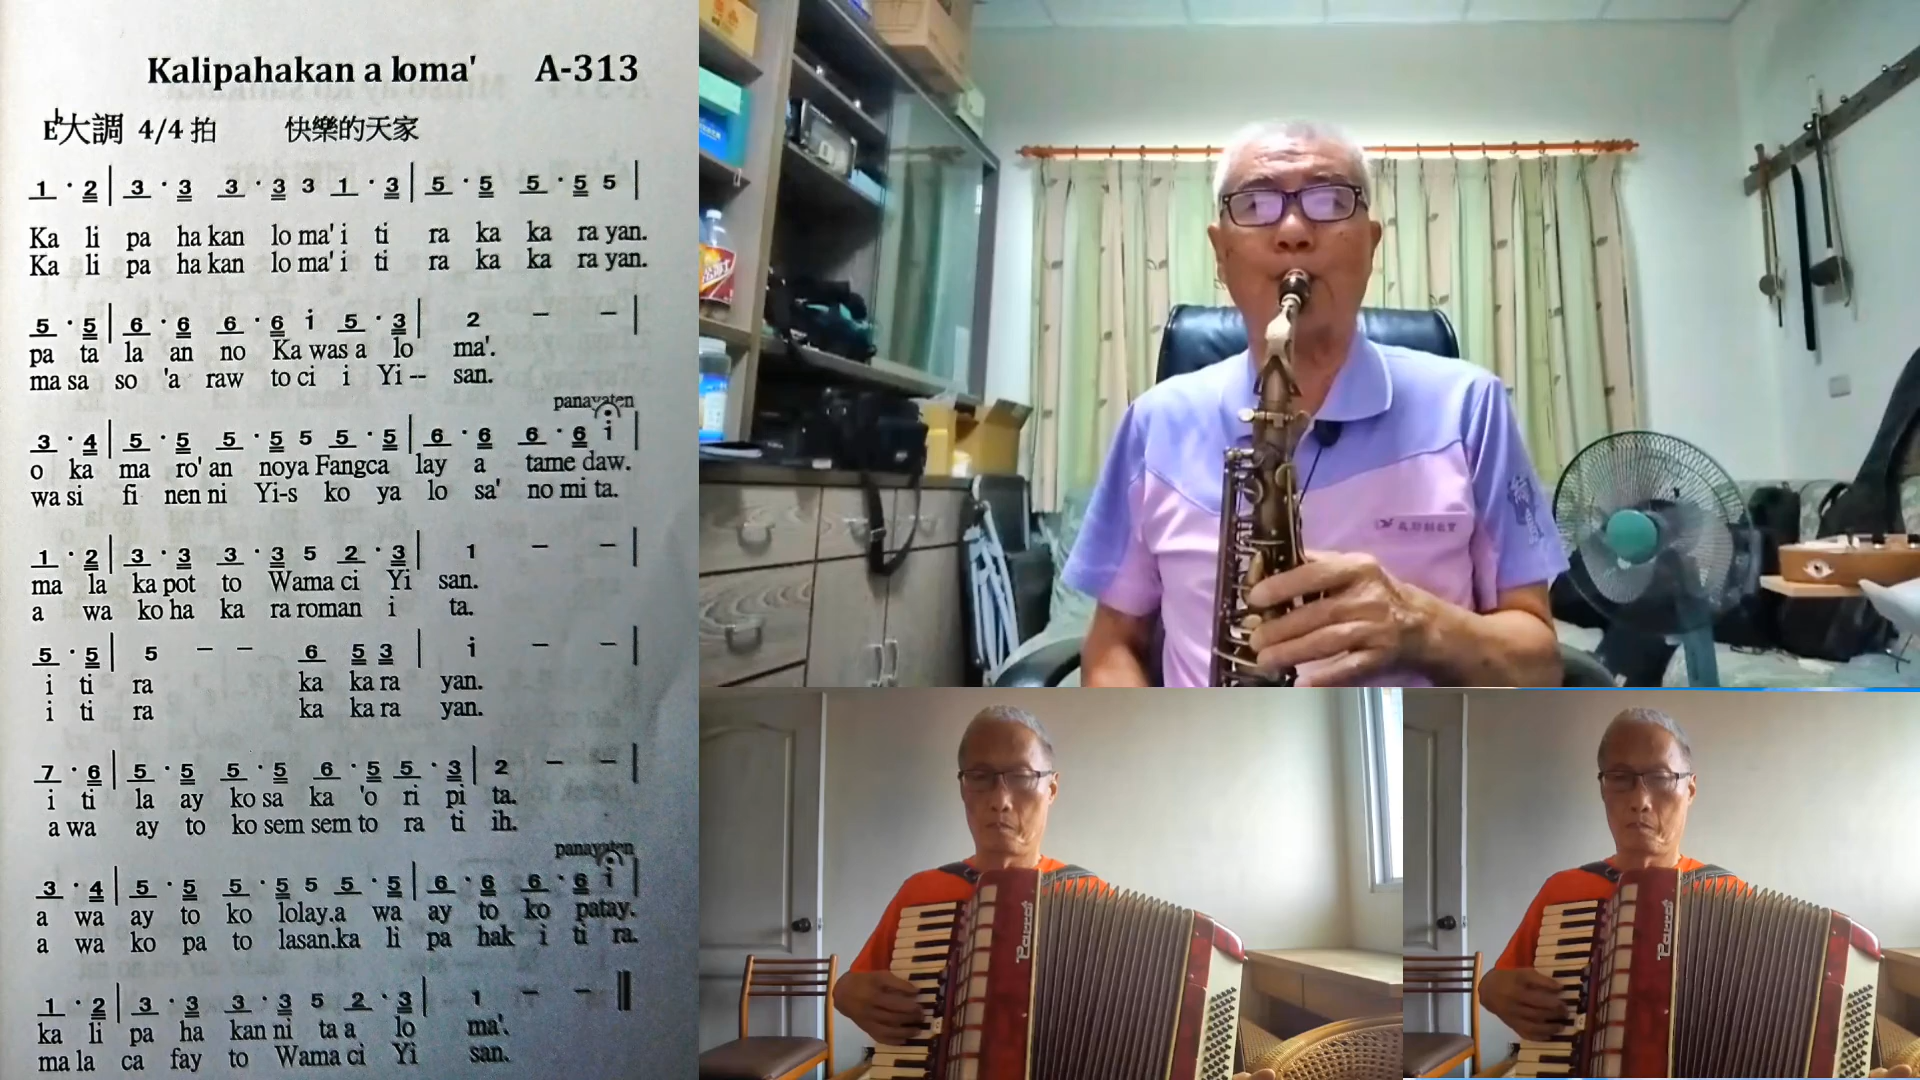 Kalipahakan a loma' A-313
E♭大調 4/4 拍 快樂的天家
1 · 2 | 3 · 3 3 · 3 3 1 · 3 | 5 · 5 5 · 5 5 |
Ka li pa ha kan lo ma' i ti ra ka ka ra yan.
Ka li pa ha kan lo ma' i ti ra ka ka ra yan.
5 · 5 | 6 · 6 6 · 6 i 5 · 3 | 2 – – |
pa ta la an no Ka was a lo ma'.
ma sa so 'a raw to ci i Yi -- san.
panayaten
3 · 4 | 5 · 5 5 · 5 5 5 · 5 | 6 · 6 6 · 6 i |
o ka ma ro' an noya Fangca lay a tame daw.
wa si fi nen ni Yi-s ko ya lo sa' no mi ta.
1 · 2 | 3 · 3 3 · 3 5 2 · 3 | 1 – – |
ma la ka pot to Wama ci Yi san.
a wa ko ha ka ra roman i ta.
5 · 5 | 5 – – 6 5 3 | i – – |
i ti ra ka ka ra yan.
i ti ra ka ka ra yan.
7 · 6 | 5 · 5 5 · 5 6 · 5 5 · 3 | 2 – – |
i ti la ay ko sa ka 'o ri pi ta.
a wa ay to ko sem sem to ra ti ih.
panayaten
3 · 4 | 5 · 5 5 · 5 5 5 · 5 | 6 · 6 6 · 6 i |
a wa ay to ko lolay.a wa ay to ko patay.
a wa ko pa to lasan.ka li pa hak i ti ra.
1 · 2 | 3 · 3 3 · 3 5 2 · 3 | 1 – – ‖
ka li pa ha kan ni ta a lo ma'.
ma la ca fay to Wama ci Yi san.